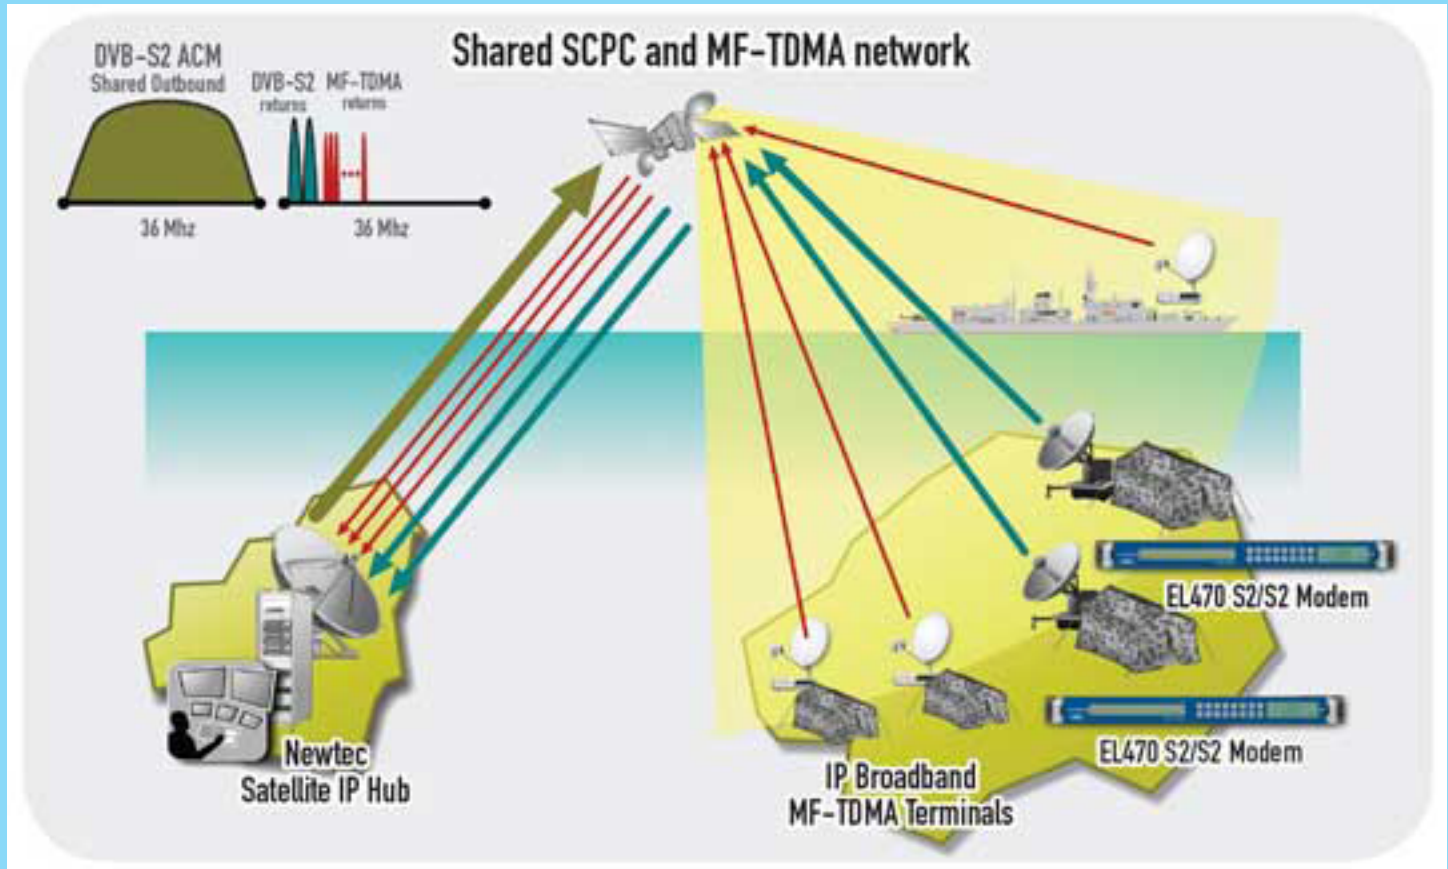 Shared SCPC and MF-TDMA network
DVB-S2 ACM
Shared Outbound
DVB-S2
returns
MF-TDMA
returns
36 Mhz
36 Mhz
EL470 S2/S2 Modem
EL470 S2/S2 Modem
Newtec
Satellite IP Hub
IP Broadband
MF-TDMA Terminals